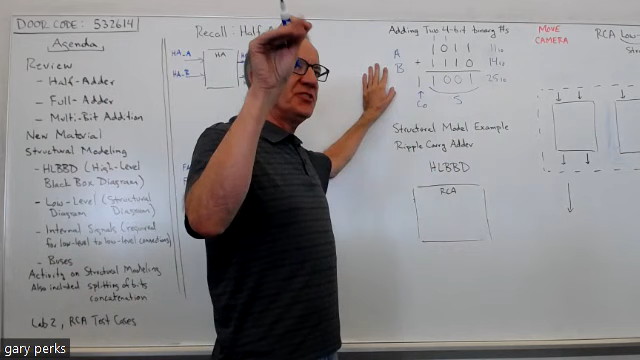 DOOR CODE: 532614
Agenda
Review
- Half-Adder
- Full-Adder
- Multi-Bit Addition
New Material
Structural Modeling
- HLBBD (High-Level
Black Box Diagram)
- Low-Level (Structural
Diagram Diagram)
- Internal Signals (required
for low-level to low-level connections)
- Buses
Activity on Structural Modeling
Also included splitting of bits
concatenation
Lab 2, RCA Test Cases
Recall: Half
HA_A
HA_B
HA
Adding Two 4-bit binary #s
A 1011 11₁₀
B + 1110 14₁₀
1 1001 25₁₀
S
Structural Model Example
Ripple Carry Adder
HLBBD
RCA
MOVE
CAMERA
RCA Low-
gary perks